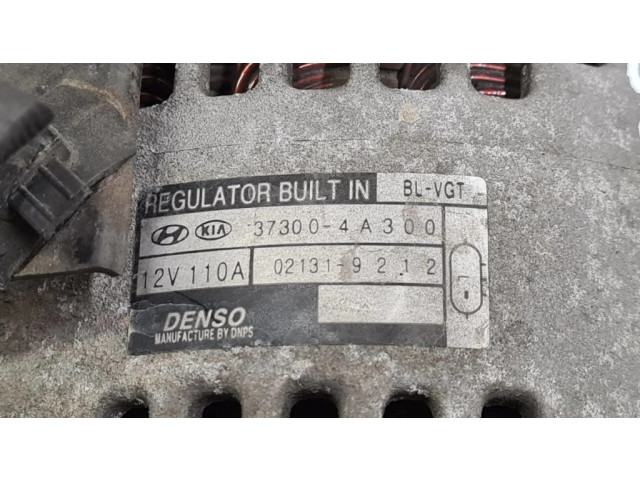 REGULATOR BUILT IN BL-VGT
KIA 37300-4A300
12V 110A 02131-9212
DENSO
MANUFACTURE BY DNPS